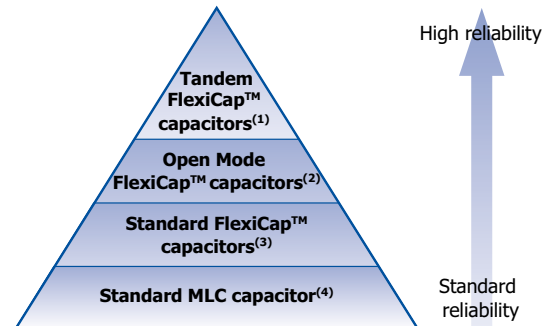 High reliability
Tandem
FlexiCap™
capacitors(1)
Open Mode
FlexiCap™ capacitors(2)
Standard FlexiCap™
capacitors(3)
Standard MLC capacitor(4)
Standard
reliability